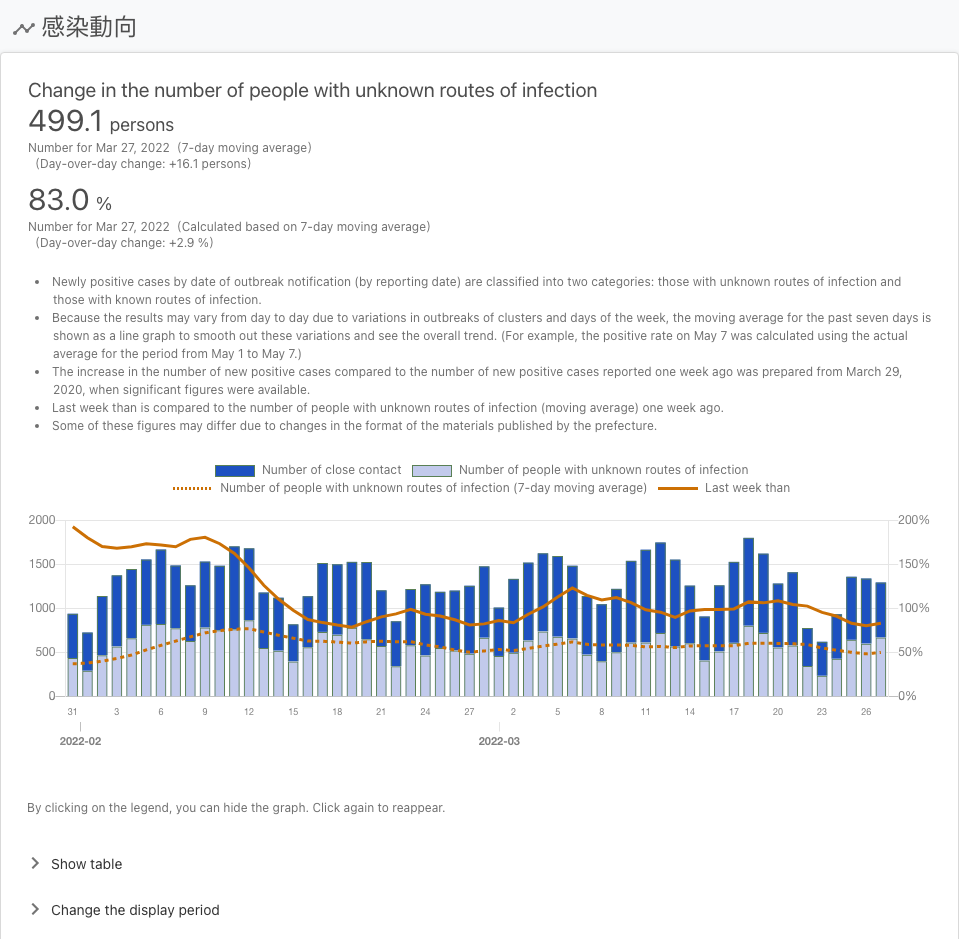 感染動向
Change in the number of people with unknown routes of infection
499.1 persons
Number for Mar 27, 2022 (7-day moving average)
(Day-over-day change: +16.1 persons)
83.0 %
Number for Mar 27, 2022 (Calculated based on 7-day moving average)
(Day-over-day change: +2.9 %)
• Newly positive cases by date of outbreak notification (by reporting date) are classified into two categories: those with unknown routes of infection and
those with known routes of infection.
• Because the results may vary from day to day due to variations in outbreaks of clusters and days of the week, the moving average for the past seven days is
shown as a line graph to smooth out these variations and see the overall trend. (For example, the positive rate on May 7 was calculated using the actual
average for the period from May 1 to May 7.)
• The increase in the number of new positive cases compared to the number of new positive cases reported one week ago was prepared from March 29,
2020, when significant figures were available.
• Last week than is compared to the number of people with unknown routes of infection (moving average) one week ago.
• Some of these figures may differ due to changes in the format of the materials published by the prefecture.
Number of close contact Number of people with unknown routes of infection
Number of people with unknown routes of infection (7-day moving average) Last week than
2000 200%
1500 150%
1000 100%
500 50%
0 0%
31 3 6 9 12 15 18 21 24 27 2 5 8 11 14 17 20 23 26
2022-02 2022-03
By clicking on the legend, you can hide the graph. Click again to reappear.
Show table
Change the display period